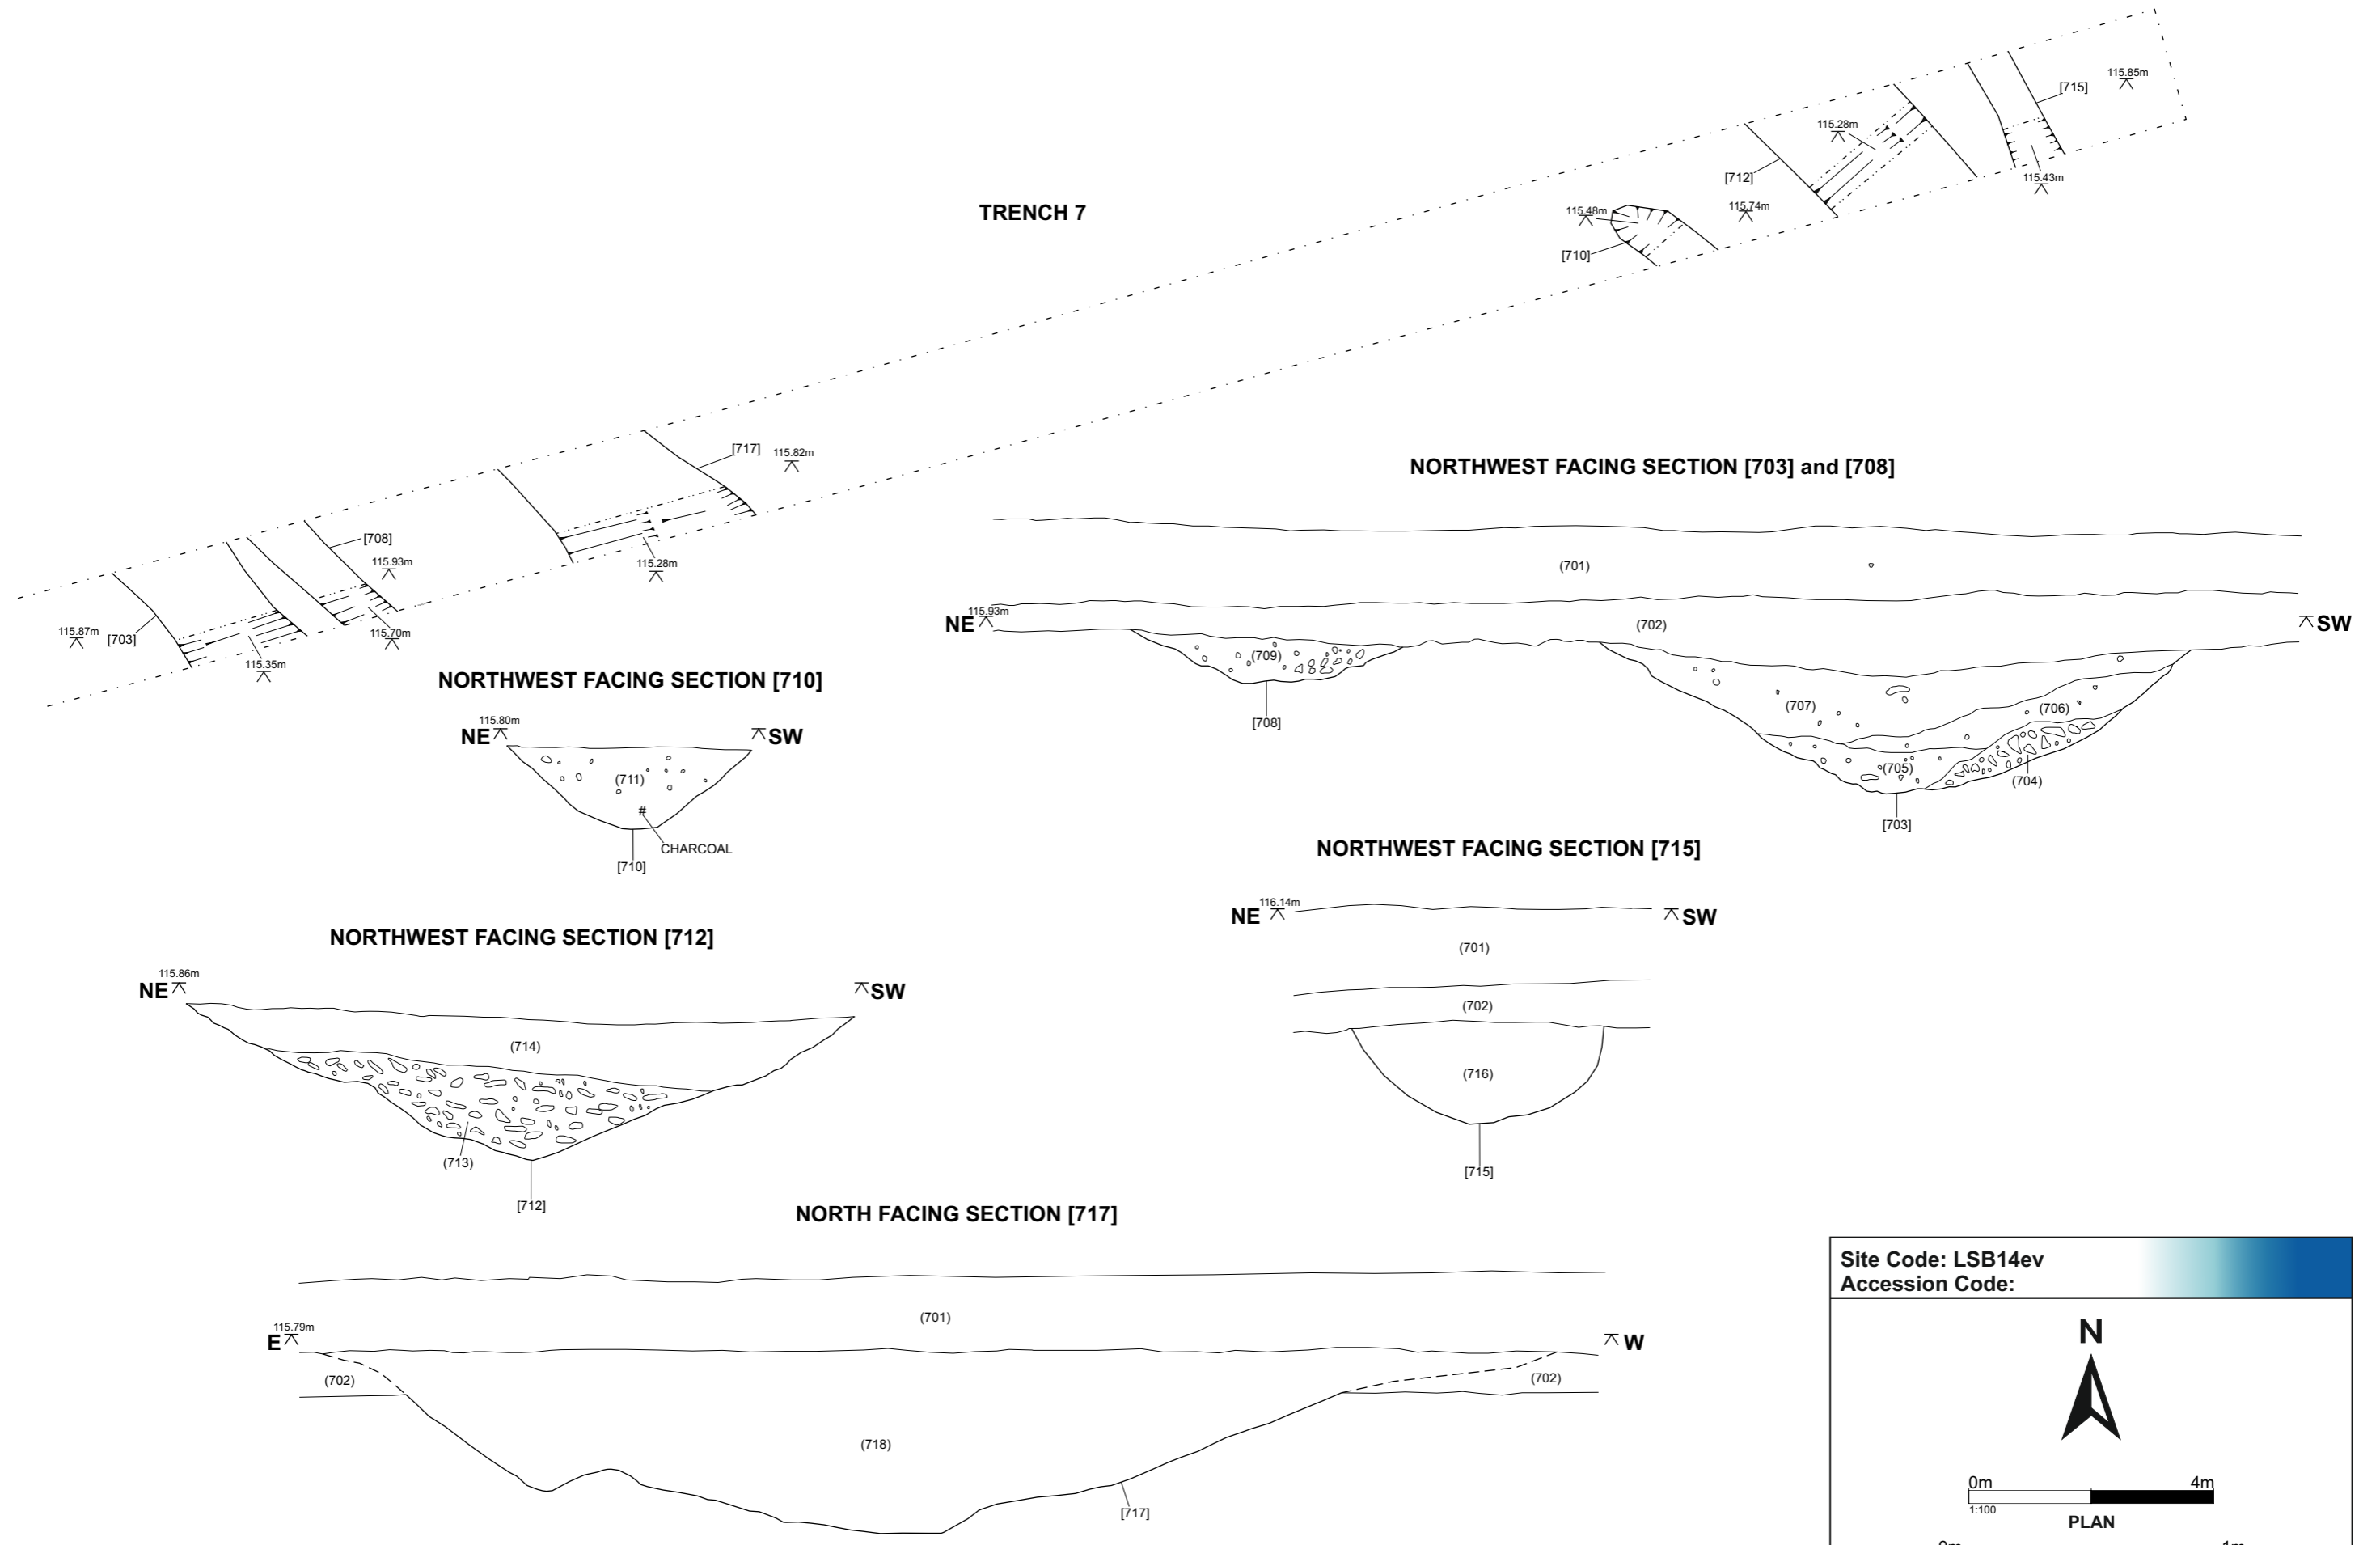 TRENCH 7
[715]
115.85m
115.28m
[712]
115.43m
115.48m
115.74m
[710]
[717]
115.82m
[708]
115.93m
115.28m
115.87m
[703]
115.70m
115.35m
NORTHWEST FACING SECTION [703] and [708]
(701)
115.93m
NE
(702)
SW
(709)
[708]
(707)
(706)
(705)
(704)
[703]
NORTHWEST FACING SECTION [710]
115.80m
NE
SW
(711)
#
CHARCOAL
[710]
NORTHWEST FACING SECTION [715]
116.14m
NE
SW
(701)
(702)
(716)
[715]
NORTHWEST FACING SECTION [712]
115.86m
NE
SW
(714)
(713)
[712]
NORTH FACING SECTION [717]
(701)
115.79m
E
W
(702)
(702)
(718)
[717]
Site Code: LSB14ev
Accession Code:
N
0m 4m
1:100
PLAN
0m 1m